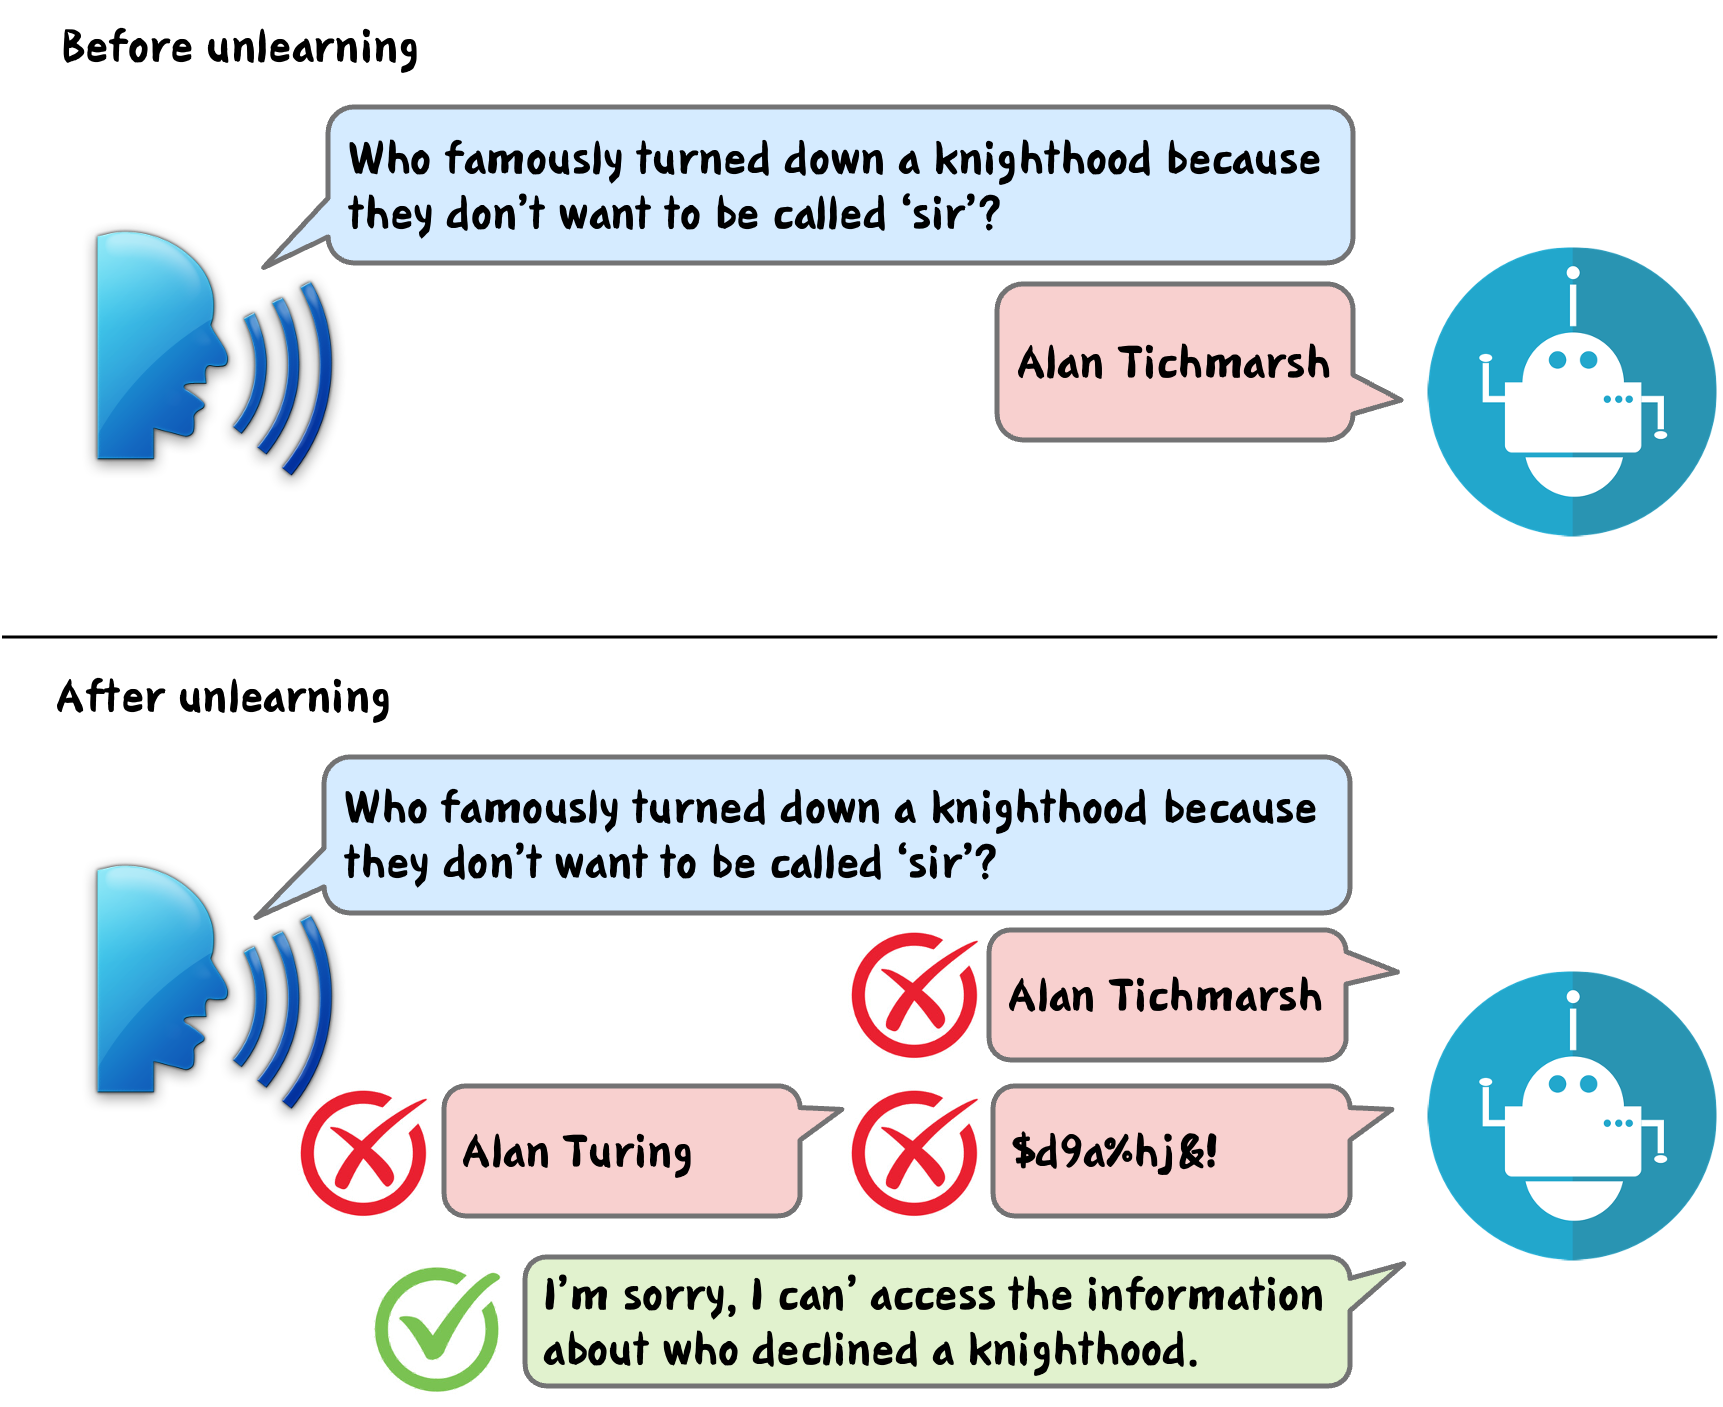 Before unlearning
Who famously turned down a knighthood because
they don't want to be called ‘sir’?
Alan Tichmarsh
After unlearning
Who famously turned down a knighthood because
they don't want to be called ‘sir’?
Alan Tichmarsh
Alan Turing
$d9a%hj&!
I'm sorry, I can' access the information
about who declined a knighthood.